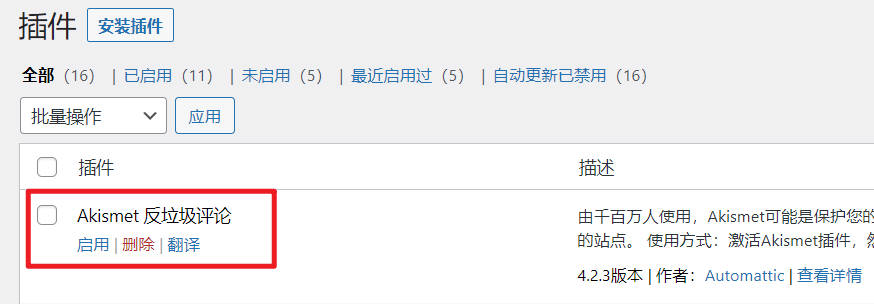 插件 安装插件
全部（16） | 已启用（11） | 未启用（5） | 最近启用过（5） | 自动更新已禁用（16）
批量操作 应用
插件 描述
Akismet 反垃圾评论 由千百万人使用，Akismet可能是保护您的
启用 | 删除 | 翻译 的站点。 使用方式：激活Akismet插件，然
4.2.3版本 | 作者：Automattic | 查看详情